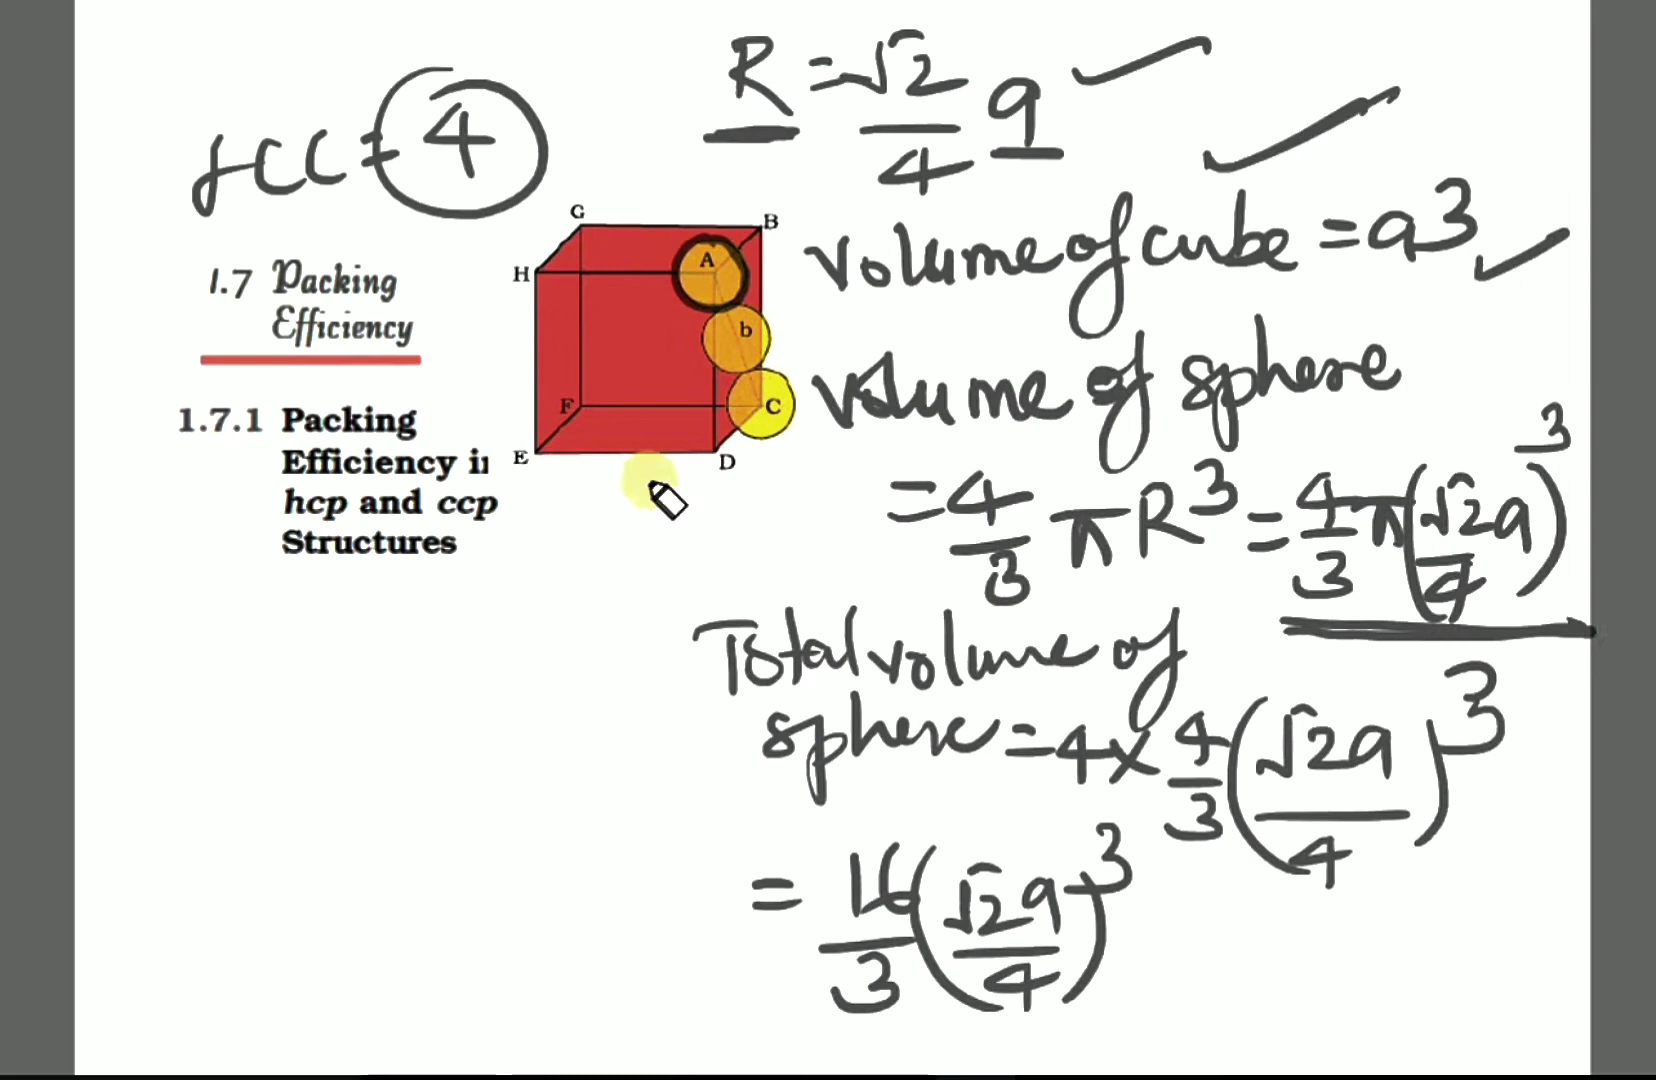 fcc = 4
R = √2/4 a
G
B
H
A
b
F
C
E
D
1.7 Packing
Efficiency
1.7.1 Packing
Efficiency in
hcp and ccp
Structures
volume of cube = a3
volume of sphere
= 4/3 π R3 = 4/3 π (√2a/4)3
Total volume of
sphere = 4 x 4/3 (√2a/4)3
= 16/3 (√2a/4)3